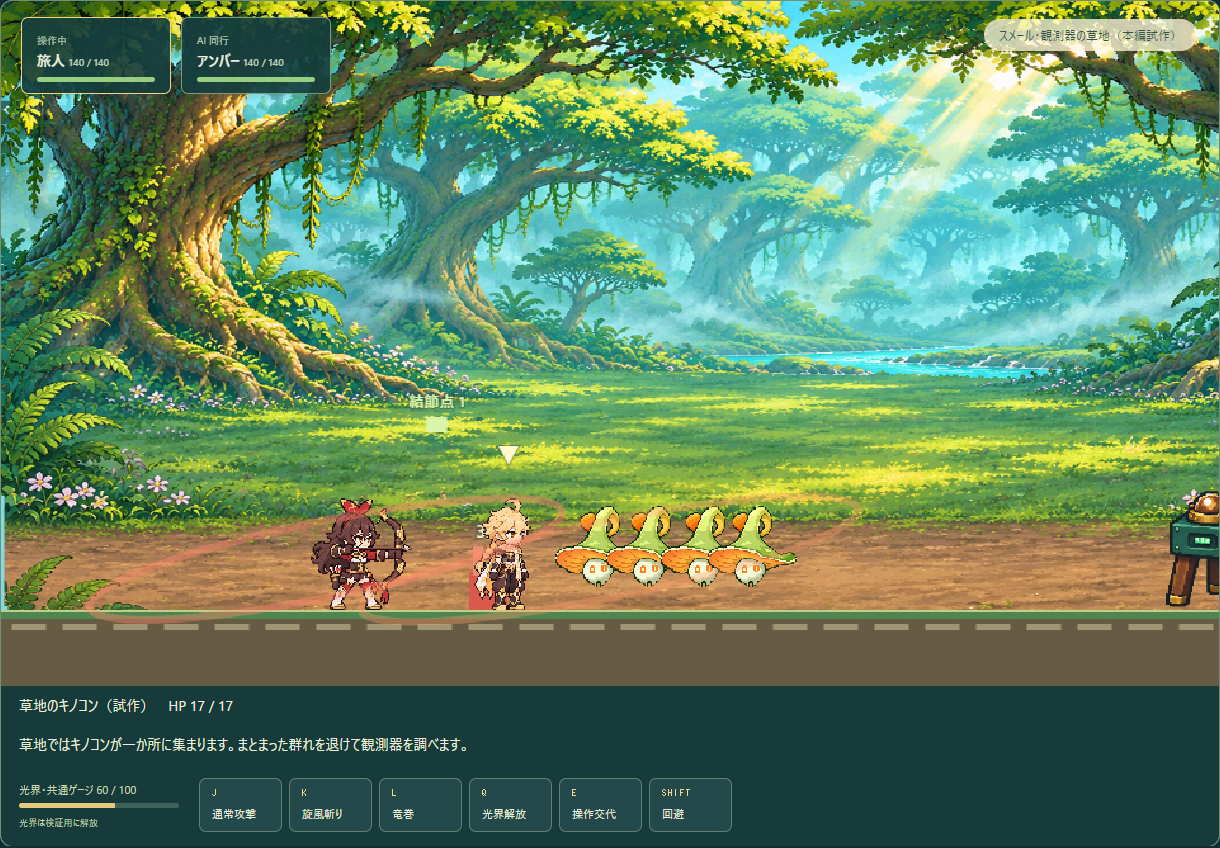 操作中
旅人 140 / 140
AI 同行
アンバー 140 / 140
スメール・観測器の草地（本編試作）
結節点 1
草地のキノコン（試作） HP 17 / 17
草地ではキノコンが一か所に集まります。まとまった群れを退けて観測器を調べます。
光界・共通ゲージ 60 / 100
光界は検証用に解放
J
通常攻撃
K
旋風斬り
L
竜巻
Q
光界解放
E
操作交代
SHIFT
回避